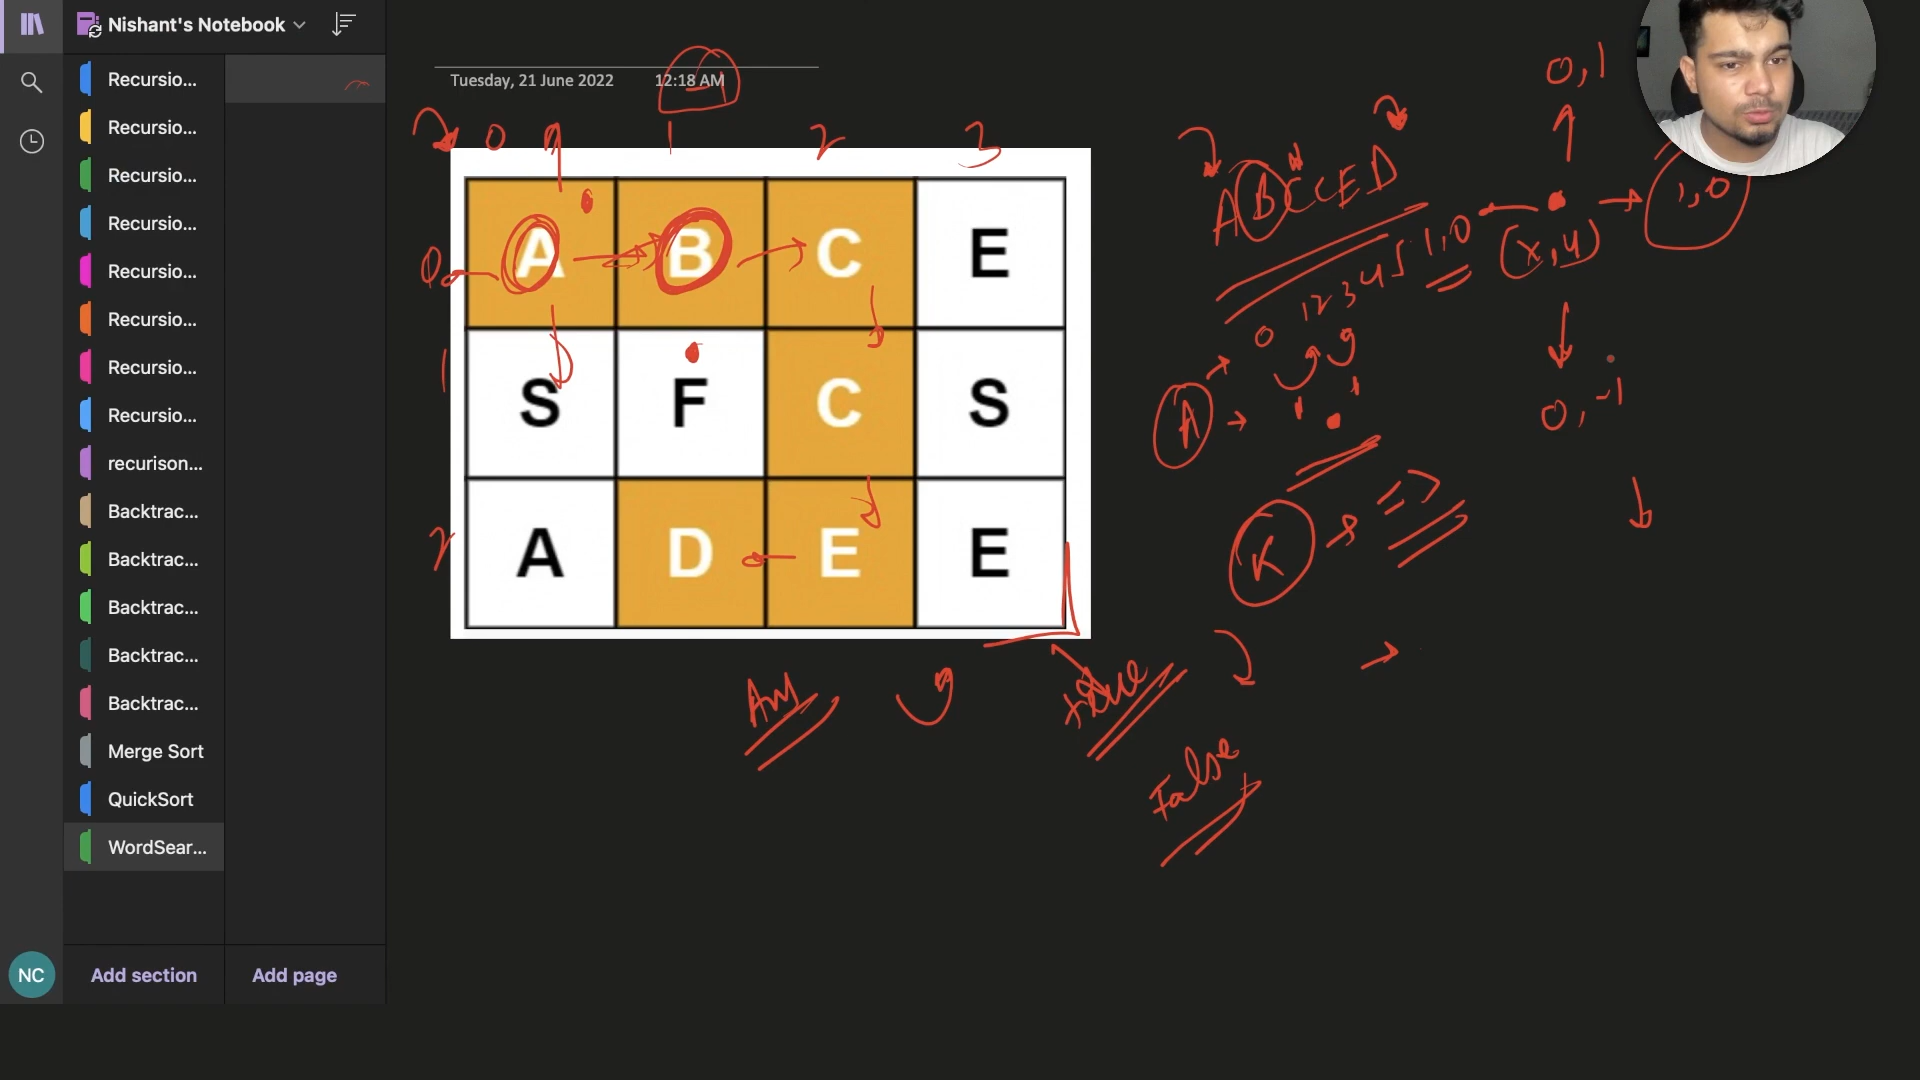 Nishant's Notebook
Recursio...
Recursio...
Recursio...
Recursio...
Recursio...
Recursio...
Recursio...
Recursio...
recurison...
Backtrac...
Backtrac...
Backtrac...
Backtrac...
Backtrac...
Merge Sort
QuickSort
WordSear...
NC
Add section
Add page
Tuesday, 21 June 2022 12:18 AM
0 1 2 3
0 A B C E
1 S F C S
2 A D E E
Ans
true
False
ABCCED
0 1 2 3 4 5
A
K
0,1
1,0
(x,y)
-1,0
0,-1